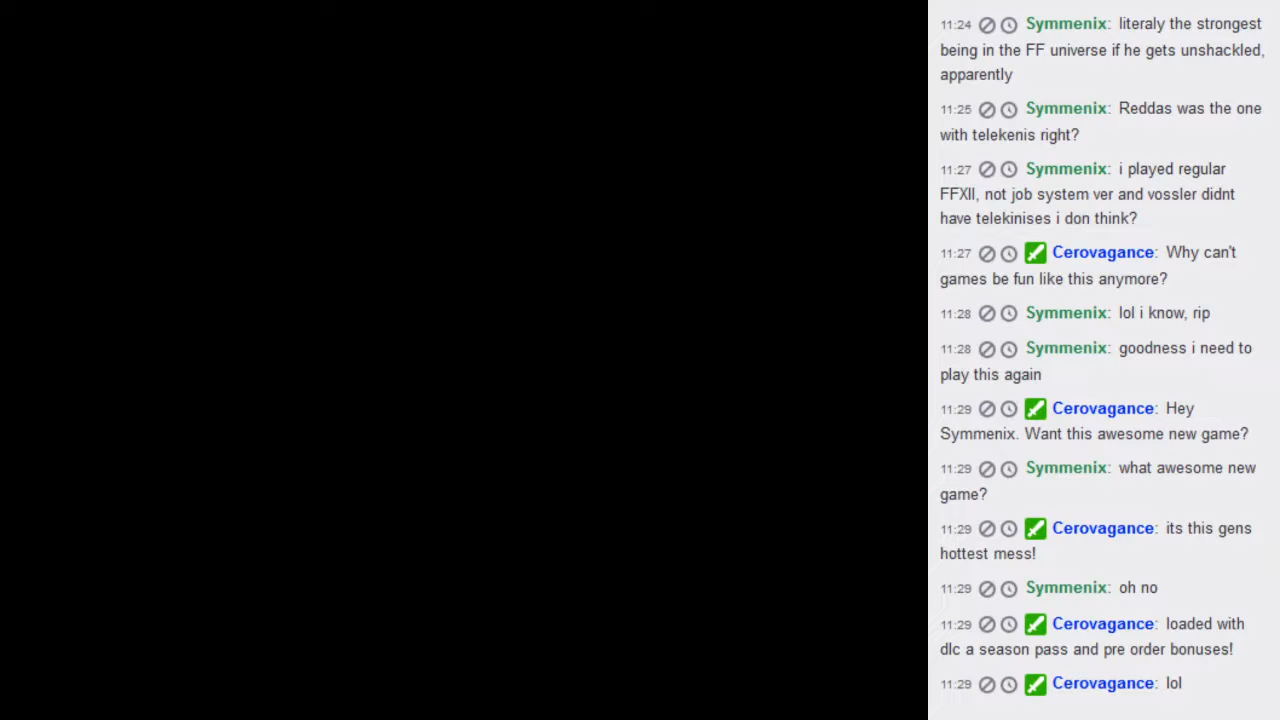 11:24 Symmenix: literaly the strongest
being in the FF universe if he gets unshackled,
apparently
11:25 Symmenix: Reddas was the one
with telekenis right?
11:27 Symmenix: i played regular
FFXII, not job system ver and vossler didnt
have telekinises i don think?
11:27 Cerovagance: Why can't
games be fun like this anymore?
11:28 Symmenix: lol i know, rip
11:28 Symmenix: goodness i need to
play this again
11:29 Cerovagance: Hey
Symmenix. Want this awesome new game?
11:29 Symmenix: what awesome new
game?
11:29 Cerovagance: its this gens
hottest mess!
11:29 Symmenix: oh no
11:29 Cerovagance: loaded with
dlc a season pass and pre order bonuses!
11:29 Cerovagance: lol